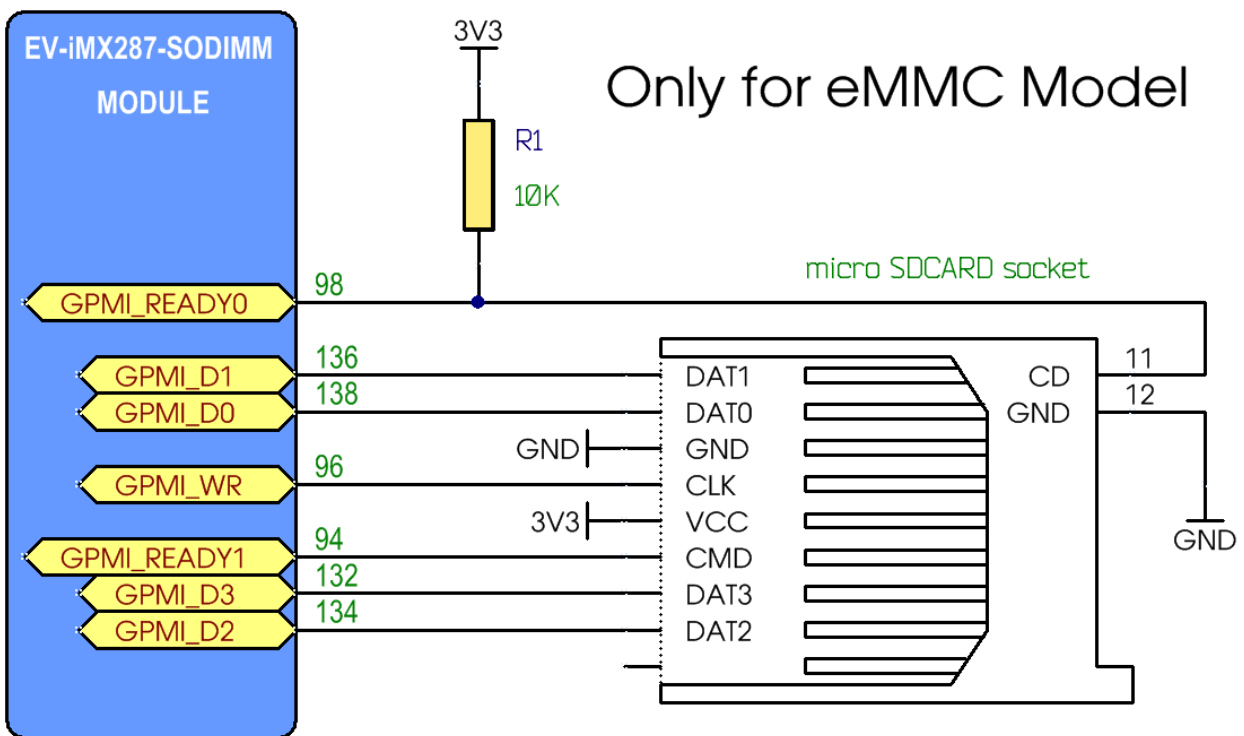 EV-iMX287-SODIMM
MODULE
3V3
Only for eMMC Model
R1
10K
micro SDCARD socket
GPMI_READY0
98
GPMI_D1
136
DAT1
CD
11
GPMI_D0
138
DAT0
GND
12
GND
GND
GPMI_WR
96
CLK
3V3
VCC
GND
GPMI_READY1
94
CMD
GPMI_D3
132
DAT3
GPMI_D2
134
DAT2